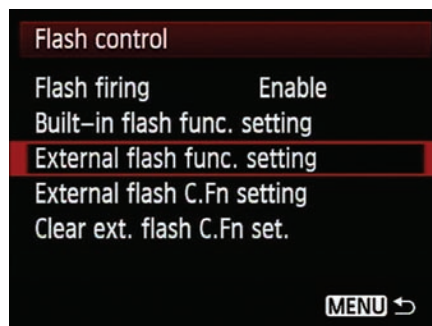 Flash control
Flash firing Enable
Built-in flash func. setting
External flash func. setting
External flash C.Fn setting
Clear ext. flash C.Fn set.
MENU